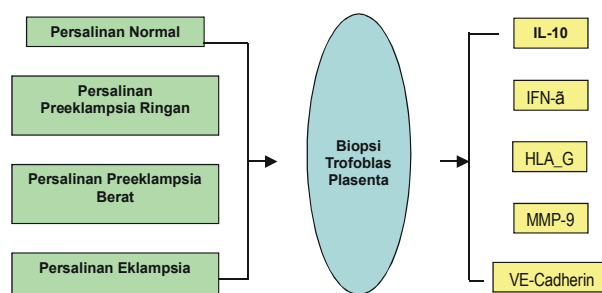 Persalinan Normal
Persalinan
Preeklampsia Ringan
Persalinan Preeklampsia
Berat
Persalinan Eklampsia
Biopsi
Trofoblas
Plasenta
IL-10
IFN-ã
HLA_G
MMP-9
VE-Cadherin